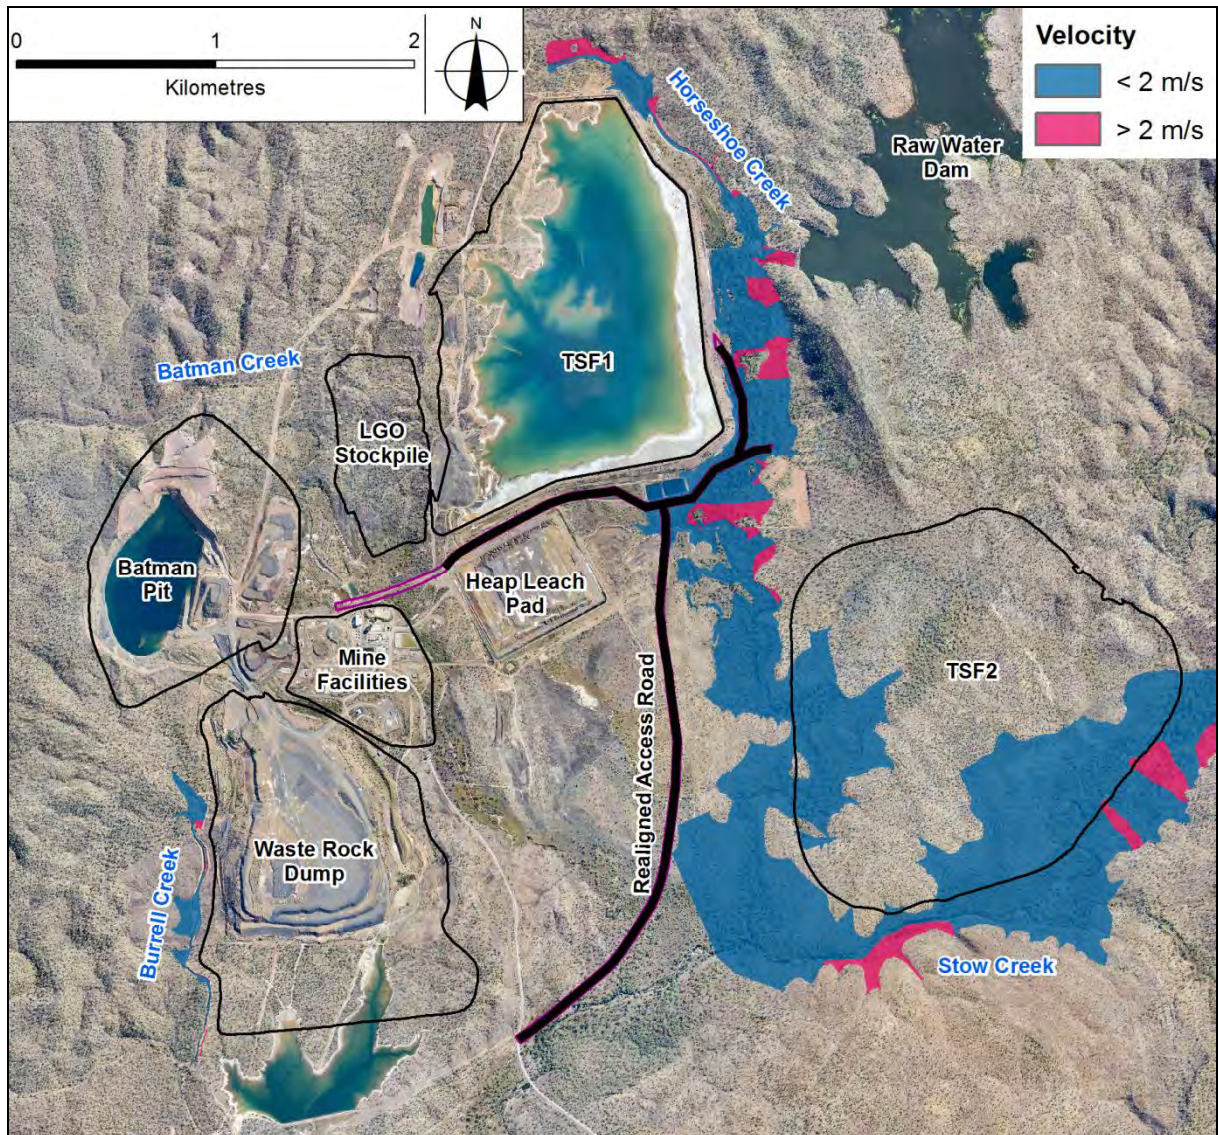 0 1 2
Kilometres
N
Velocity
< 2 m/s
> 2 m/s
Horseshoe Creek
Raw Water
Dam
Batman Creek
TSF1
LGO
Stockpile
Batman
Pit
Heap Leach
Pad
Mine
Facilities
TSF2
Realigned Access Road
Waste Rock
Dump
Burrell Creek
Stow Creek